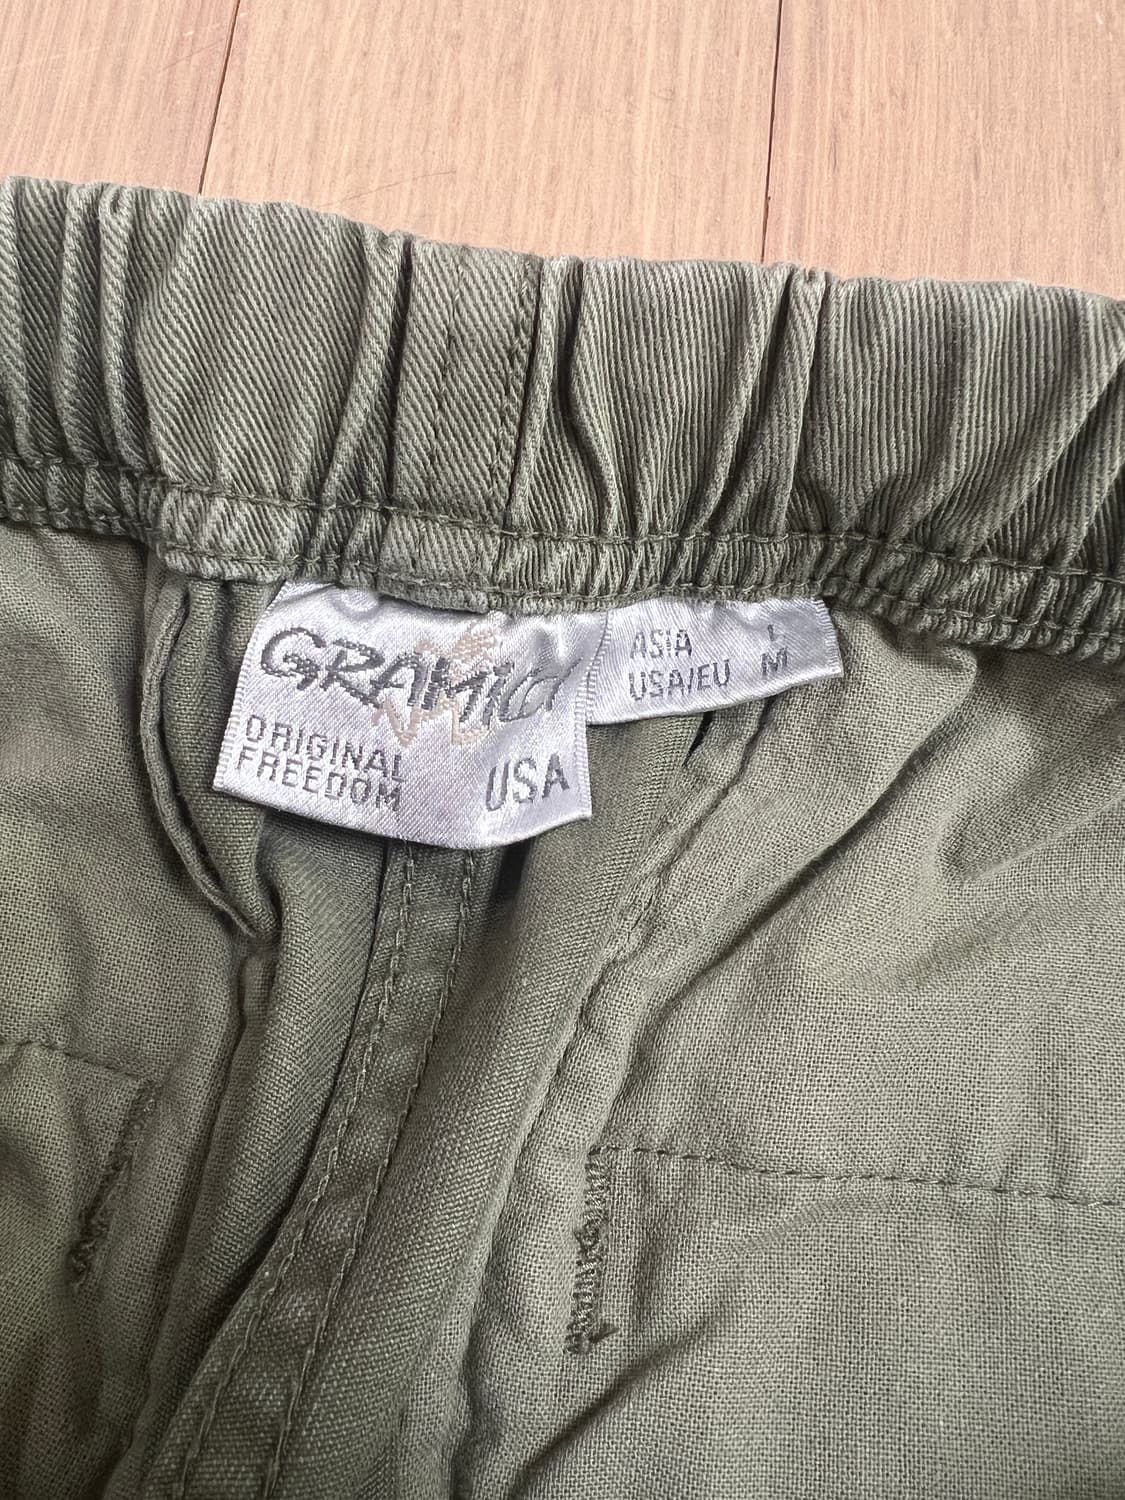 GRAMICCI
ORIGINAL
FREEDOM
USA
ASIA L
USA/EU M